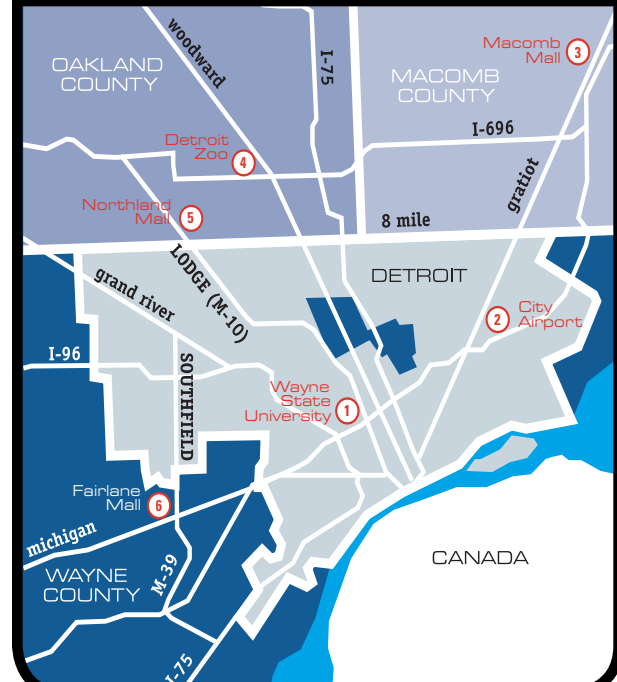 woodward
I-75
OAKLAND
COUNTY
Macomb
Mall
3
MACOMB
COUNTY
I-696
Detroit
Zoo
4
gratiot
Northland
Mall
5
8 mile
LODGE (M-10)
grand river
DETROIT
City
Airport
2
I-96
SOUTHFIELD
Wayne
State
University
1
Fairlane
Mall
6
michigan
M-39
CANADA
WAYNE
COUNTY
I-75